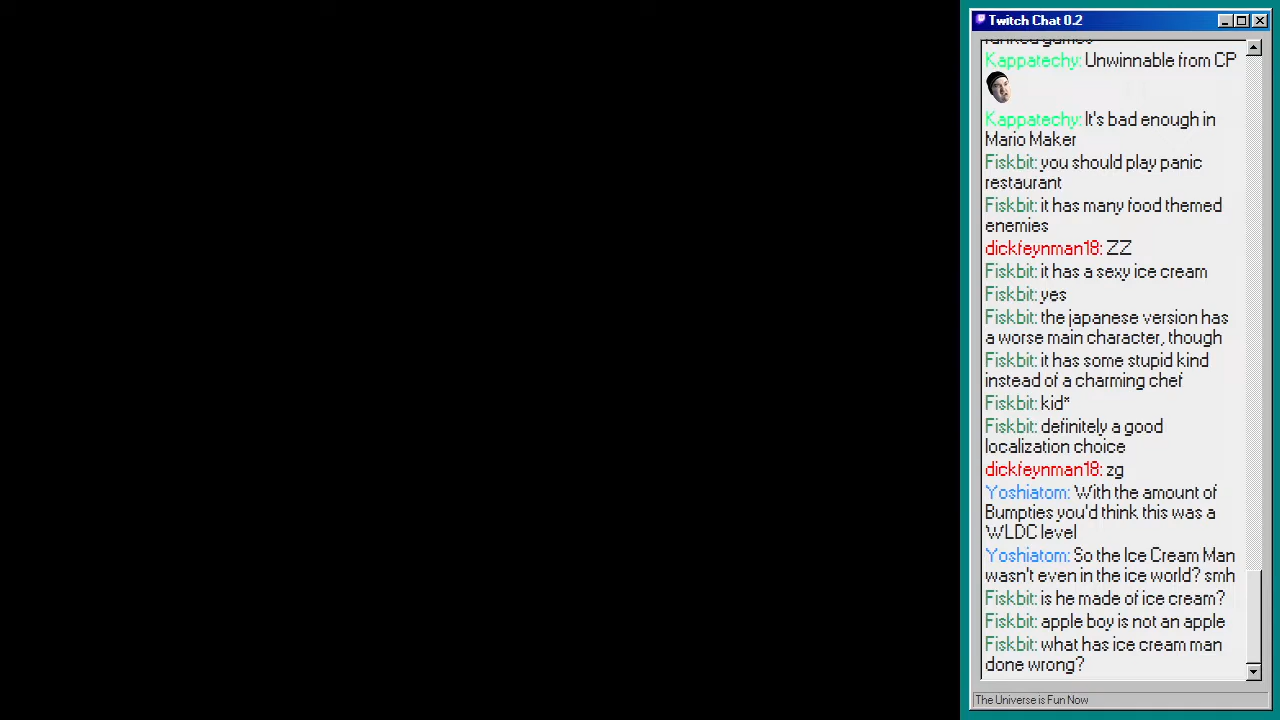 Twitch Chat 0.2
ranked games
Kappatechy: Unwinnable from CP
Kappatechy: It's bad enough in
Mario Maker
Fiskbit: you should play panic
restaurant
Fiskbit: it has many food themed
enemies
dickfeynman18: ZZ
Fiskbit: it has a sexy ice cream
Fiskbit: yes
Fiskbit: the japanese version has
a worse main character, though
Fiskbit: it has some stupid kind
instead of a charming chef
Fiskbit: kid*
Fiskbit: definitely a good
localization choice
dickfeynman18: zg
Yoshiatom: With the amount of
Bumpties you'd think this was a
WLDC level
Yoshiatom: So the Ice Cream Man
wasn't even in the ice world? smh
Fiskbit: is he made of ice cream?
Fiskbit: apple boy is not an apple
Fiskbit: what has ice cream man
done wrong?
The Universe is Fun Now